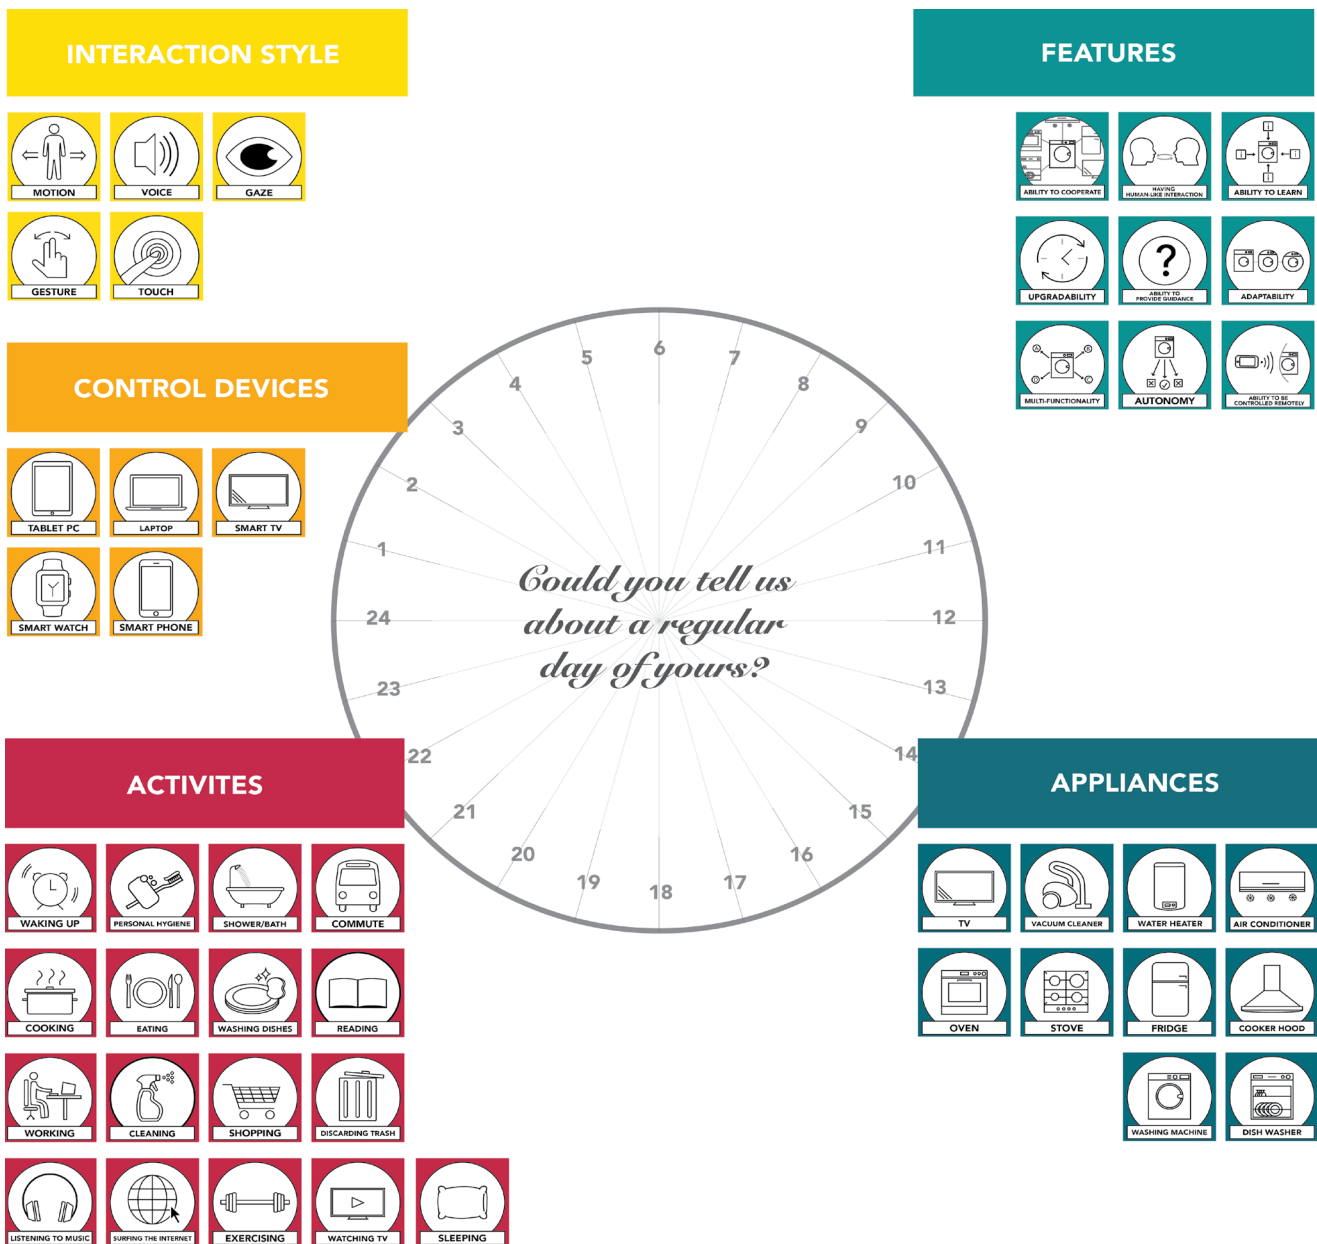 INTERACTION STYLE
MOTION
VOICE
GAZE
GESTURE
TOUCH
CONTROL DEVICES
TABLET PC
LAPTOP
SMART TV
SMART WATCH
SMART PHONE
ACTIVITES
WAKING UP
PERSONAL HYGIENE
SHOWER/BATH
COMMUTE
COOKING
EATING
WASHING DISHES
READING
WORKING
CLEANING
SHOPPING
DISCARDING TRASH
LISTENING TO MUSIC
SURFING THE INTERNET
EXERCISING
WATCHING TV
SLEEPING
1
2
3
4
5
6
7
8
9
10
11
12
13
14
15
16
17
18
19
20
21
22
23
24
Could you tell us
about a regular
day of yours?
FEATURES
ABILITY TO COOPERATE
HAVING
HUMAN-LIKE INTERACTION
ABILITY TO LEARN
UPGRADABILITY
?
ABILITY TO
PROVIDE GUIDANCE
ADAPTABILITY
A
B
D
C
MULTI-FUNCTIONALITY
AUTONOMY
ABILITY TO BE
CONTROLLED REMOTELY
APPLIANCES
TV
VACUUM CLEANER
WATER HEATER
AIR CONDITIONER
OVEN
STOVE
FRIDGE
COOKER HOOD
WASHING MACHINE
DISH WASHER